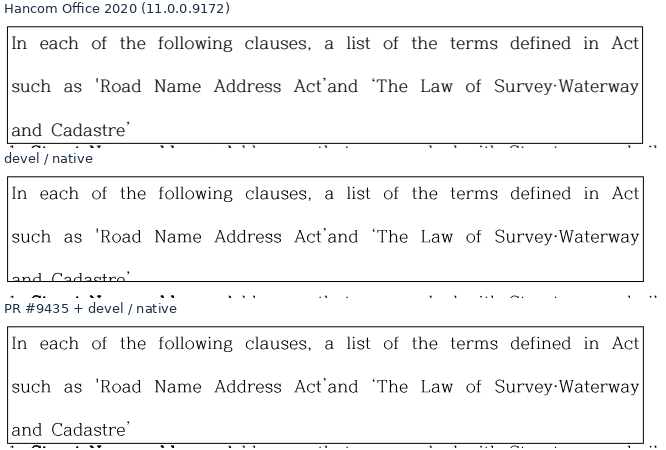 Hancom Office 2020 (11.0.0.9172)
In each of the following clauses, a list of the terms defined in Act
such as 'Road Name Address Act’and ‘The Law of Survey·Waterway
and Cadastre’
devel / native
In each of the following clauses, a list of the terms defined in Act
such as 'Road Name Address Act’and ‘The Law of Survey·Waterway
and Cadastre’
PR #9435 + devel / native
In each of the following clauses, a list of the terms defined in Act
such as 'Road Name Address Act’and ‘The Law of Survey·Waterway
and Cadastre’